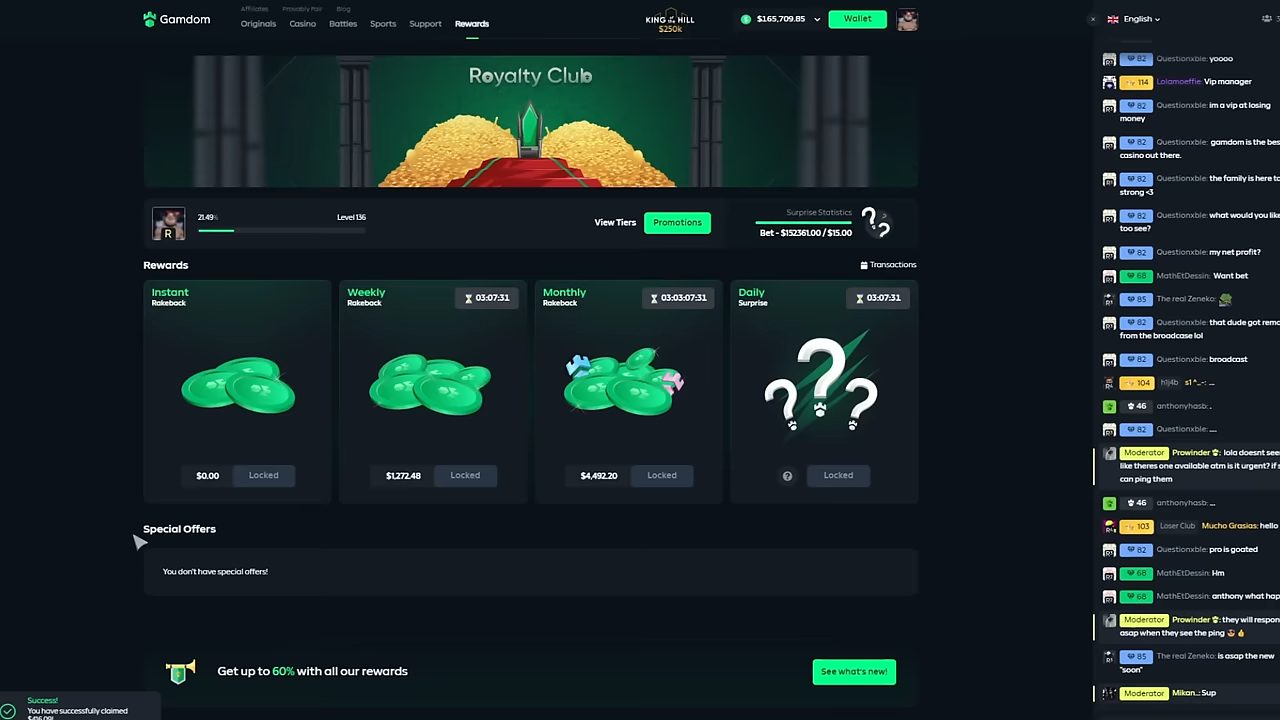 Affiliates Provably Fair Blog
Gamdom
Originals Casino Battles Sports Support Rewards
KING OF THE HILL
$250k
$165,709.85
Wallet
English
Royalty Club
21.49%
Level 136
R
View Tiers
Promotions
Surprise Statistics
Bet - $152361.00 / $15.00
Rewards
Transactions
Instant
Rakeback
$0.00
Locked
Weekly
Rakeback
03:07:31
$1,272.48
Locked
Monthly
Rakeback
03:03:07:31
$4,492.20
Locked
Daily
Surprise
03:07:31
Locked
Special Offers
You don't have special offers!
Get up to 60% with all our rewards
See what's new!
Success!
You have successfully claimed
82 Questionxble: yoooo
114 Lolamoeffie: Vip manager
82 Questionxble: im a vip at losing
money
82 Questionxble: gamdom is the bes
casino out there.
82 Questionxble: the family is here to
strong <3
82 Questionxble: what would you like
too see?
82 Questionxble: my net profit?
68 MathEtDessin: Want bet
85 The real Zeneko:
82 Questionxble: that dude got remo
from the broadcase lol
82 Questionxble: broadcast
104 h1j4b s1 ^_-: ...
46 anthonyhasb: .
82 Questionxble: ....
Moderator Prowinder: lola doesnt see
like theres one available atm is it urgent? if s
can ping them
46 anthonyhasb: ...
103 Loser Club Mucho Grasias: hello
82 Questionxble: pro is goated
68 MathEtDessin: Hm
68 MathEtDessin: anthony what hap
Moderator Prowinder: they will respon
asap when they see the ping
85 The real Zeneko: is asap the new
"soon"
Moderator Mikan_: Sup